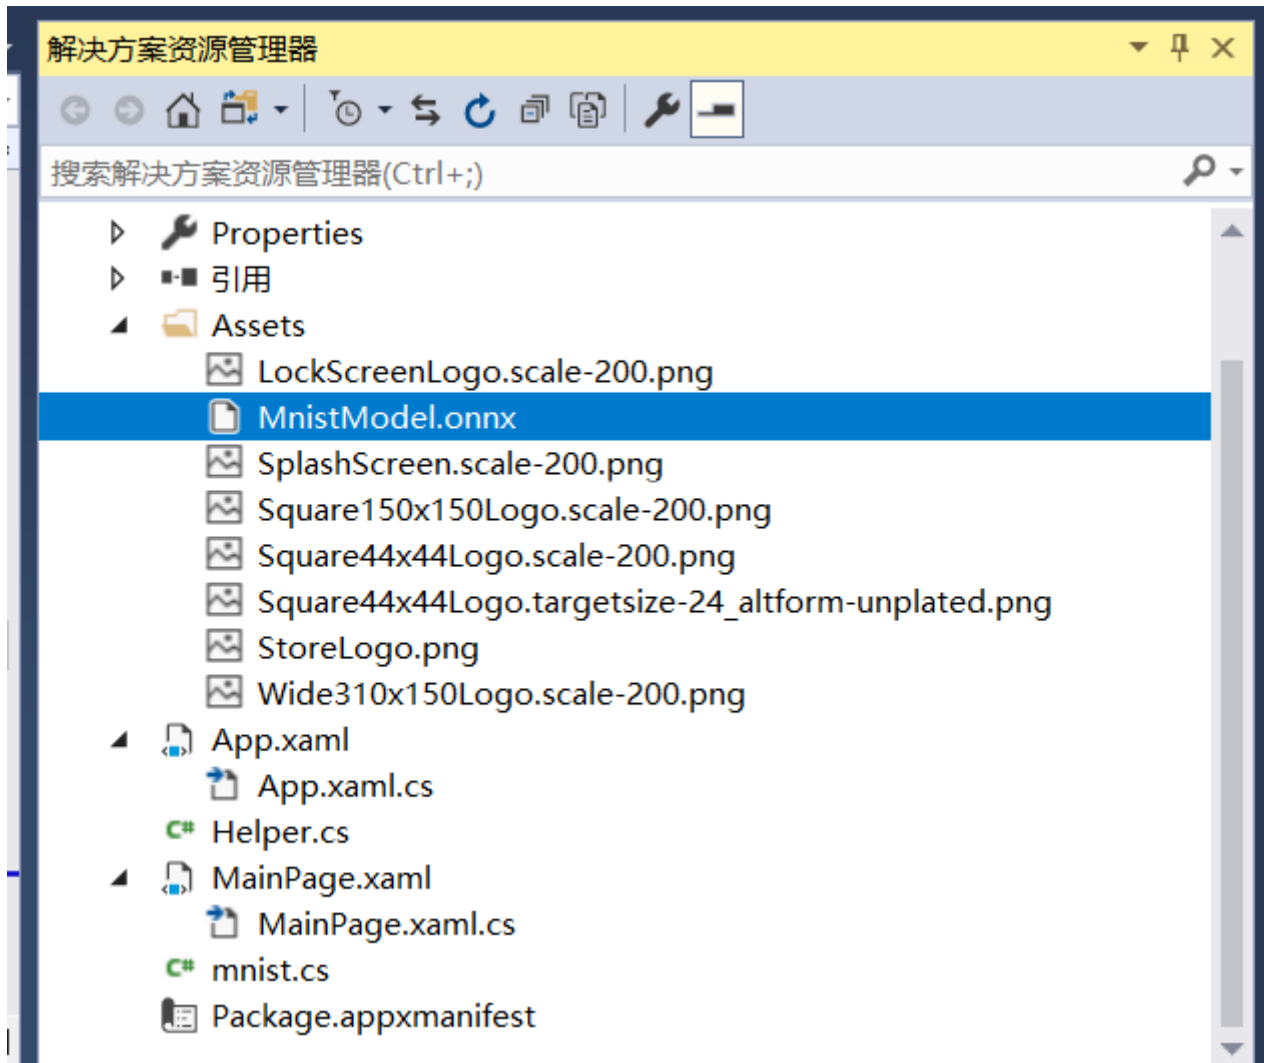 解决方案资源管理器
搜索解决方案资源管理器(Ctrl+;)
Properties
引用
Assets
LockScreenLogo.scale-200.png
MnistModel.onnx
SplashScreen.scale-200.png
Square150x150Logo.scale-200.png
Square44x44Logo.scale-200.png
Square44x44Logo.targetsize-24_altform-unplated.png
StoreLogo.png
Wide310x150Logo.scale-200.png
App.xaml
App.xaml.cs
C# Helper.cs
MainPage.xaml
MainPage.xaml.cs
C# mnist.cs
Package.appxmanifest